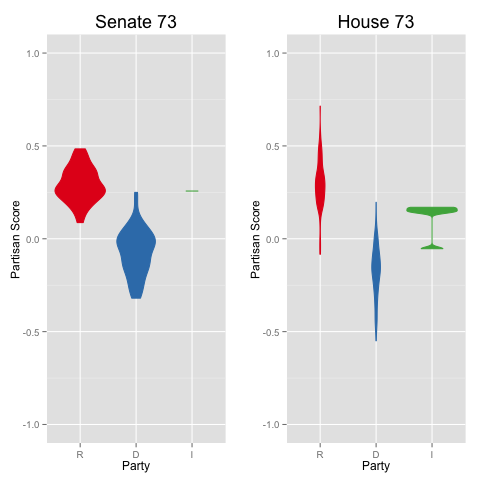 Senate 73
1.0
0.5
0.0
-0.5
-1.0
Partisan Score
R D I
Party
House 73
1.0
0.5
0.0
-0.5
-1.0
Partisan Score
R D I
Party